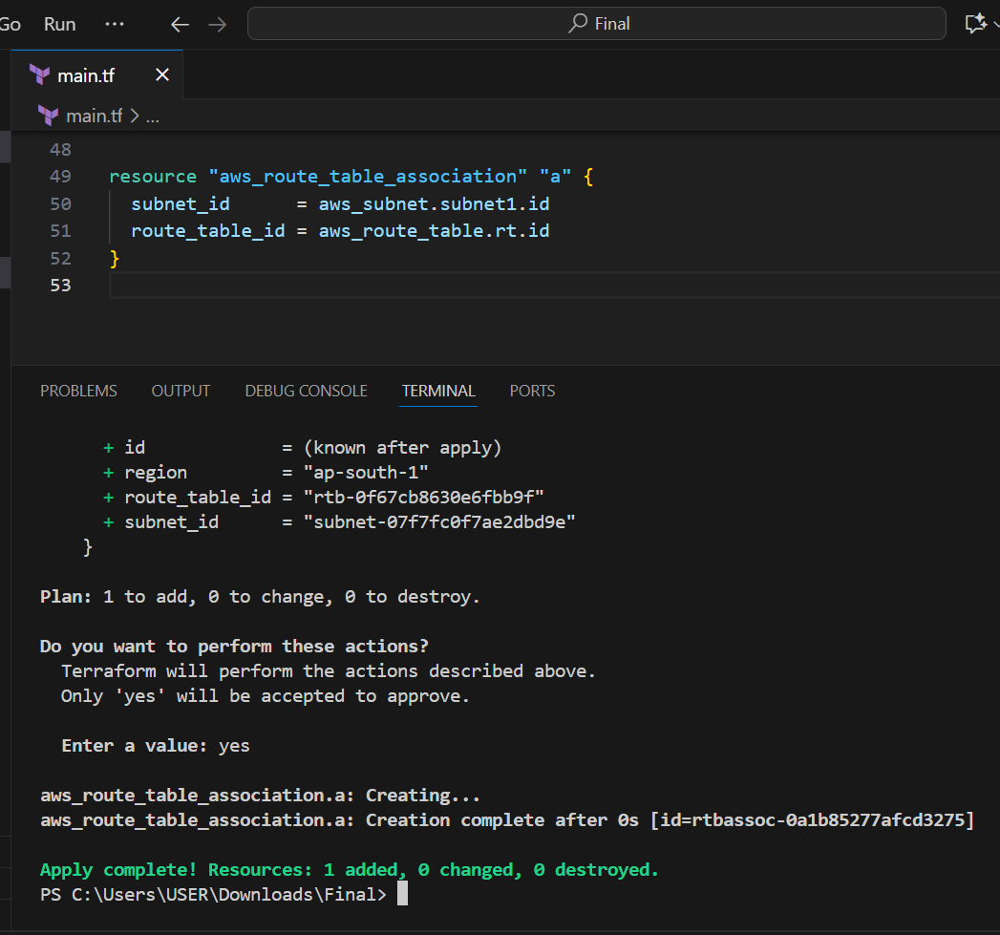 Go Run ... Final
main.tf
main.tf > ...
48
49 resource "aws_route_table_association" "a" {
50 subnet_id = aws_subnet.subnet1.id
51 route_table_id = aws_route_table.rt.id
52 }
53
PROBLEMS OUTPUT DEBUG CONSOLE TERMINAL PORTS
+ id = (known after apply)
+ region = "ap-south-1"
+ route_table_id = "rtb-0f67cb8630e6fbb9f"
+ subnet_id = "subnet-07f7fc0f7ae2dbd9e"
}
Plan: 1 to add, 0 to change, 0 to destroy.
Do you want to perform these actions?
Terraform will perform the actions described above.
Only 'yes' will be accepted to approve.
Enter a value: yes
aws_route_table_association.a: Creating...
aws_route_table_association.a: Creation complete after 0s [id=rtbassoc-0a1b85277afcd3275]
Apply complete! Resources: 1 added, 0 changed, 0 destroyed.
PS C:\Users\USER\Downloads\Final>